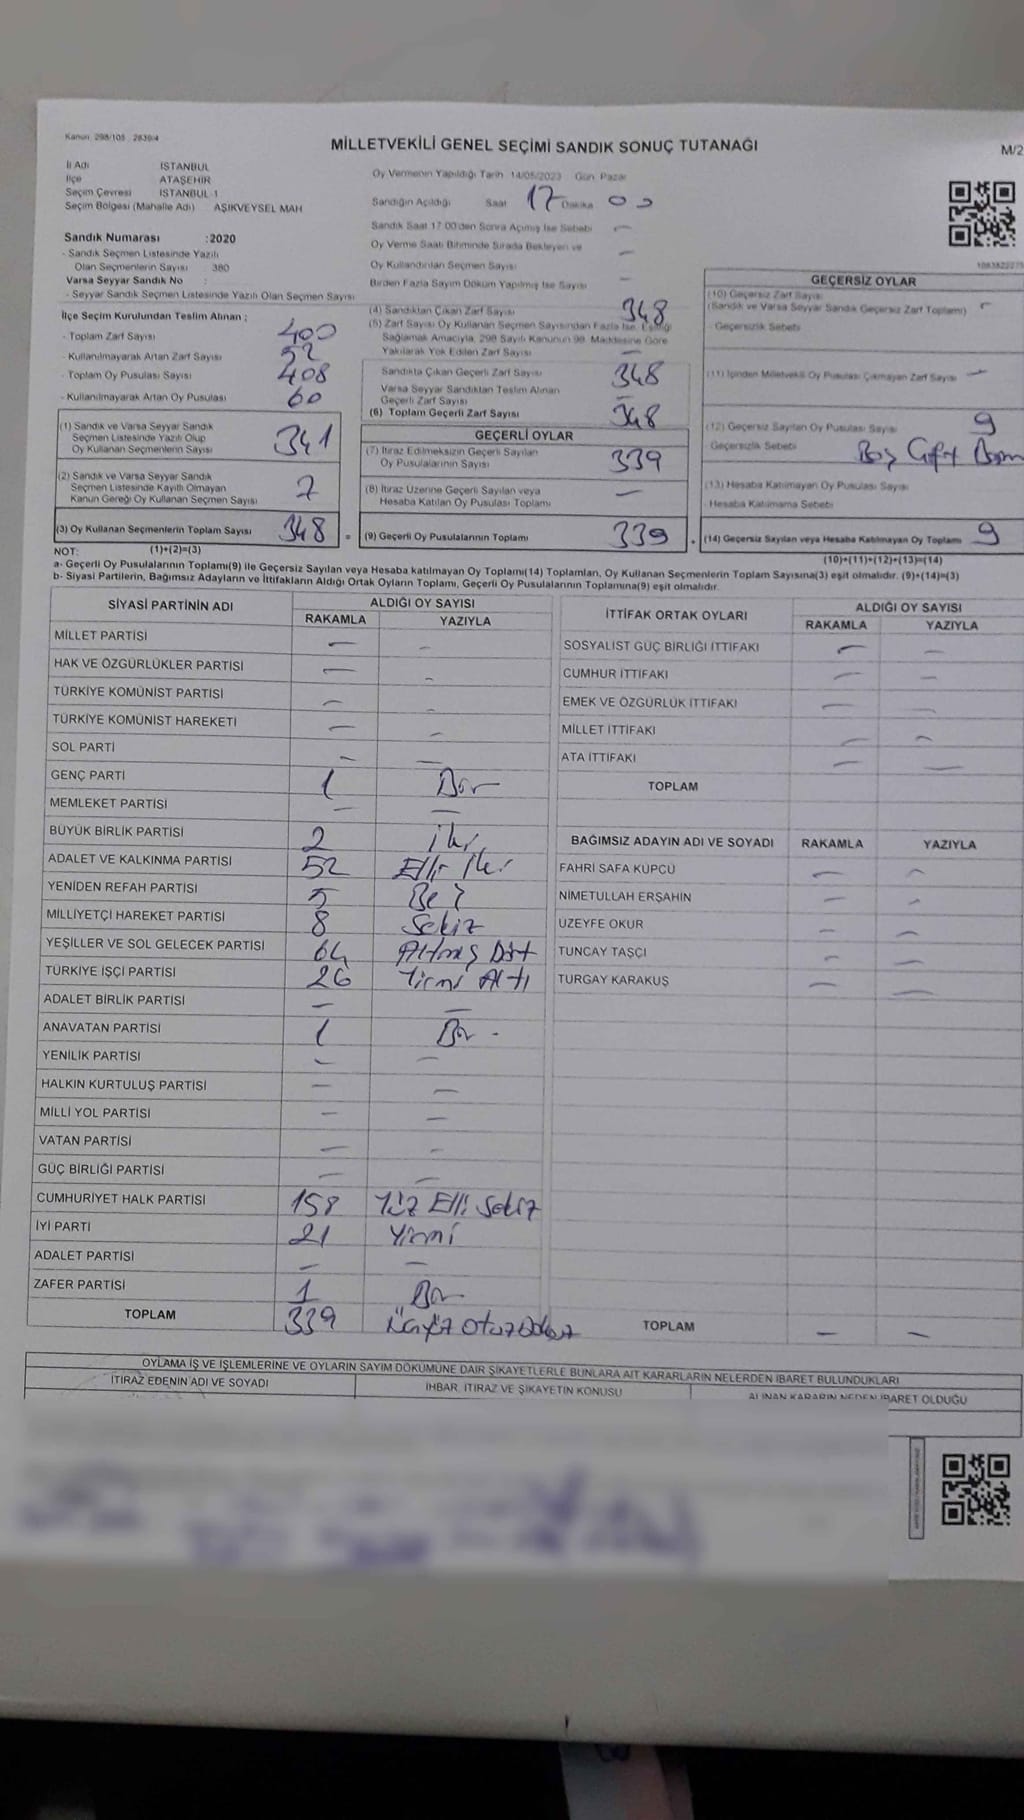 Kanun 298/105 2839/4
MİLLETVEKİLİ GENEL SEÇİMİ SANDIK SONUÇ TUTANAĞI
M/2
İl Adı İSTANBUL
İlçe ATAŞEHİR
Seçim Çevresi İSTANBUL 1
Seçim Bölgesi (Mahalle Adı) AŞIKVEYSEL MAH
Sandık Numarası :2020
- Sandık Seçmen Listesinde Yazılı
Olan Seçmenlerin Sayısı : 380
Varsa Seyyar Sandık No :
- Seyyar Sandık Seçmen Listesinde Yazılı Olan Seçmen Sayısı
İlçe Seçim Kurulundan Teslim Alınan ;
- Toplam Zarf Sayısı 400
- Kullanılmayarak Artan Zarf Sayısı 52
- Toplam Oy Pusulası Sayısı 408
- Kullanılmayarak Artan Oy Pusulası 60
(1) Sandık ve Varsa Seyyar Sandık
Seçmen Listesinde Yazılı Olup
Oy Kullanan Seçmenlerin Sayısı 341
(2) Sandık ve Varsa Seyyar Sandık
Seçmen Listesinde Kayıtlı Olmayan
Kanun Gereği Oy Kullanan Seçmen Sayısı 7
(3) Oy Kullanan Seçmenlerin Toplam Sayısı 348 =
Oy Vermenin Yapıldığı Tarih 14/05/2023 Gün Pazar
Sandığın Açıldığı Saat 17 Dakika 00
Sandık Saat 17:00'den Sonra Açılmış İse Sebebi —
Oy Verme Saati Bitiminde Sırada Bekleyen ve
Oy Kullandırılan Seçmen Sayısı —
Birden Fazla Sayım Döküm Yapılmış İse Sayısı —
(4) Sandıktan Çıkan Zarf Sayısı 348
(5) Zarf Sayısı Oy Kullanan Seçmen Sayısından Fazla İse, Eşitliği
Sağlamak Amacıyla, 298 Sayılı Kanunun 98. Maddesine Göre
Yakılarak Yok Edilen Zarf Sayısı —
Sandıkta Çıkan Geçerli Zarf Sayısı 348
Varsa Seyyar Sandıktan Teslim Alınan
Geçerli Zarf Sayısı —
(6) Toplam Geçerli Zarf Sayısı 348
GEÇERLİ OYLAR
(7) İtiraz Edilmeksizin Geçerli Sayılan
Oy Pusulalarının Sayısı 339
(8) İtiraz Üzerine Geçerli Sayılan veya
Hesaba Katılan Oy Pusulası Toplamı —
(9) Geçerli Oy Pusulalarının Toplamı 339 +
GEÇERSİZ OYLAR
(10) Geçersiz Zarf Sayısı
(Sandık ve Varsa Seyyar Sandık Geçersiz Zarf Toplamı) —
- Geçersizlik Sebebi
(11) İçinden Milletvekili Oy Pusulası Çıkmayan Zarf Sayısı —
(12) Geçersiz Sayılan Oy Pusulası Sayısı 9
Geçersizlik Sebebi Boş Çift
(13) Hesaba Katılmayan Oy Pusulası Sayısı
- Hesaba Katılmama Sebebi
(14) Geçersiz Sayılan veya Hesaba Katılmayan Oy Toplamı 9
NOT: (1)+(2)=(3) (10)+(11)+(12)+(13)=(14)
a- Geçerli Oy Pusulalarının Toplamı(9) ile Geçersiz Sayılan veya Hesaba katılmayan Oy Toplamı(14) Toplamları, Oy Kullanan Seçmenlerin Toplam Sayısına(3) eşit olmalıdır. (9)+(14)=(3)
b- Siyasi Partilerin, Bağımsız Adayların ve İttifakların Aldığı Ortak Oyların Toplamı, Geçerli Oy Pusulalarının Toplamına(9) eşit olmalıdır.
SİYASİ PARTİNİN ADI ALDIĞI OY SAYISI
RAKAMLA YAZIYLA
MİLLET PARTİSİ — —
HAK VE ÖZGÜRLÜKLER PARTİSİ — —
TÜRKİYE KOMÜNİST PARTİSİ — —
TÜRKİYE KOMÜNİST HAREKETİ — —
SOL PARTİ — —
GENÇ PARTİ 1 Bir
MEMLEKET PARTİSİ — —
BÜYÜK BİRLİK PARTİSİ 2 iki
ADALET VE KALKINMA PARTİSİ 52 Elli iki
YENİDEN REFAH PARTİSİ 5 Beş
MİLLİYETÇİ HAREKET PARTİSİ 8 Sekiz
YEŞİLLER VE SOL GELECEK PARTİSİ 64 Altmış Dört
TÜRKİYE İŞÇİ PARTİSİ 26 Yirmi Altı
ADALET BİRLİK PARTİSİ — —
ANAVATAN PARTİSİ 1 Bir -
YENİLİK PARTİSİ — —
HALKIN KURTULUŞ PARTİSİ — —
MİLLİ YOL PARTİSİ — —
VATAN PARTİSİ — —
GÜÇ BİRLİĞİ PARTİSİ — —
CUMHURİYET HALK PARTİSİ 158 Yüz Elli Sekiz
İYİ PARTİ 21 Yirmi
ADALET PARTİSİ — —
ZAFER PARTİSİ 1 Bir
TOPLAM 339 Üçyüz Otuz Dokuz
İTTİFAK ORTAK OYLARI ALDIĞI OY SAYISI
RAKAMLA YAZIYLA
SOSYALİST GÜÇ BİRLİĞİ İTTİFAKI — —
CUMHUR İTTİFAKI — —
EMEK VE ÖZGÜRLÜK İTTİFAKI — —
MİLLET İTTİFAKI — —
ATA İTTİFAKI — —
TOPLAM
BAĞIMSIZ ADAYIN ADI VE SOYADI RAKAMLA YAZIYLA
FAHRİ SAFA KÜPCÜ — —
NİMETULLAH ERŞAHİN — —
UZEYFE OKUR — —
TUNCAY TAŞÇI — —
TURGAY KARAKUŞ — —
TOPLAM — —
OYLAMA İŞ VE İŞLEMLERİNE VE OYLARIN SAYIM DÖKÜMÜNE DAİR ŞİKAYETLERLE BUNLARA AİT KARARLARIN NELERDEN İBARET BULUNDUKLARI
İTİRAZ EDENİN ADI VE SOYADI İHBAR, İTİRAZ VE ŞİKAYETİN KONUSU ALINAN KARARIN NEDEN İBARET OLDUĞU